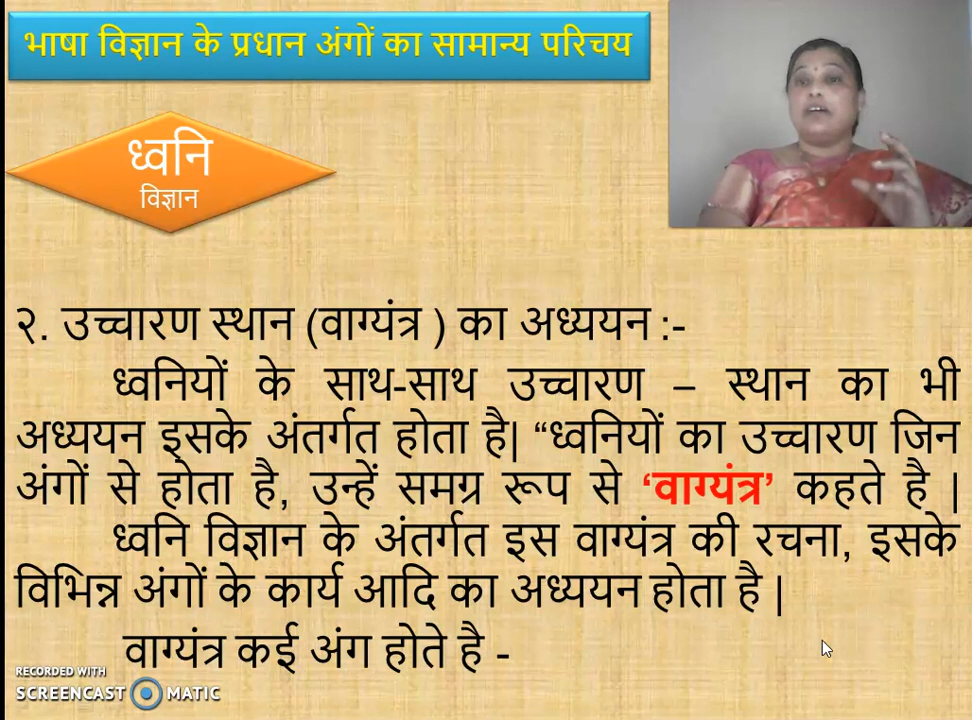 भाषा विज्ञान के प्रधान अंगों का सामान्य परिचय
ध्वनि
विज्ञान
२. उच्चारण स्थान (वाग्यंत्र ) का अध्ययन :-
ध्वनियों के साथ-साथ उच्चारण – स्थान का भी
अध्ययन इसके अंतर्गत होता है| “ध्वनियों का उच्चारण जिन
अंगों से होता है, उन्हें समग्र रूप से ‘वाग्यंत्र’ कहते है |
ध्वनि विज्ञान के अंतर्गत इस वाग्यंत्र की रचना, इसके
विभिन्न अंगों के कार्य आदि का अध्ययन होता है |
वाग्यंत्र कई अंग होते है -
RECORDED WITH
SCREENCAST MATIC